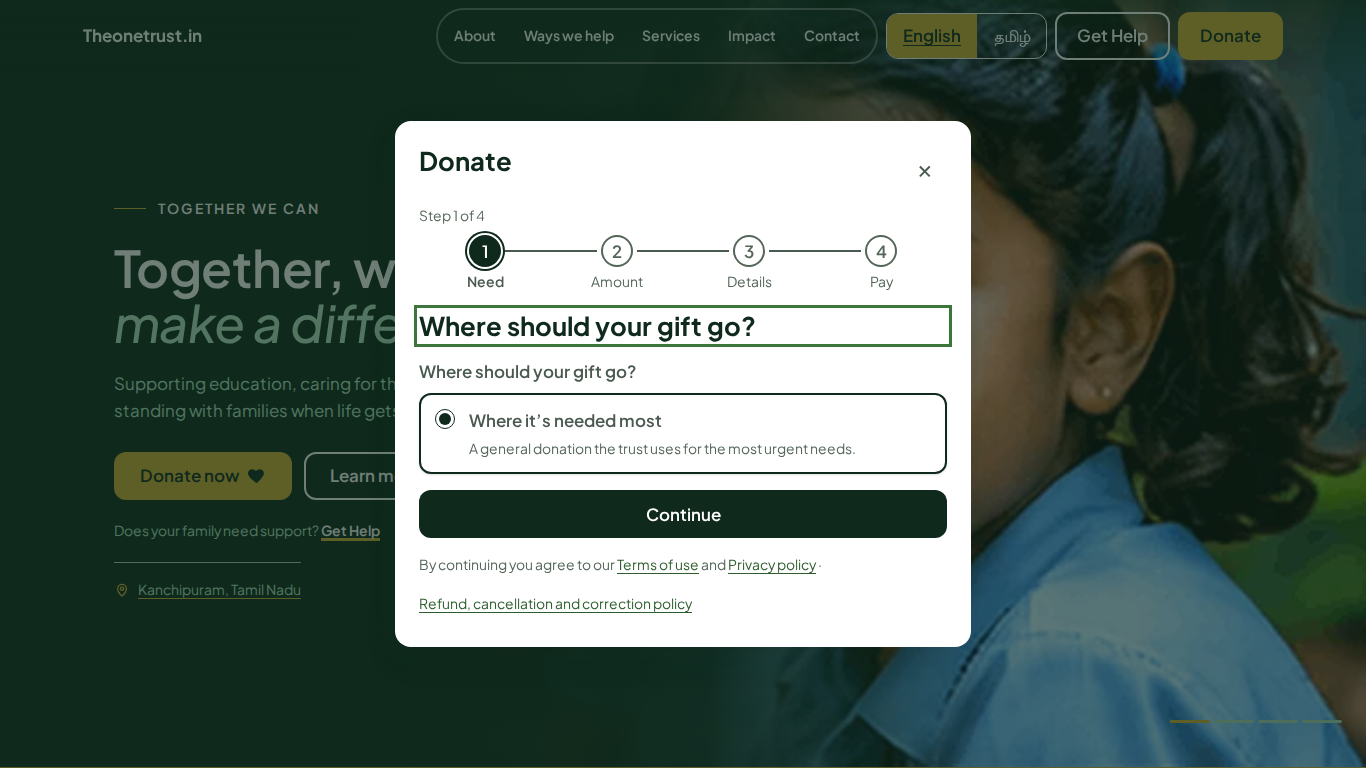 Theonetrust.in
About Ways we help Services Impact Contact English தமிழ் Get Help Donate
Donate
×
Step 1 of 4
1 2 3 4
Need Amount Details Pay
Where should your gift go?
Where should your gift go?
Where it’s needed most
A general donation the trust uses for the most urgent needs.
Continue
By continuing you agree to our Terms of use and Privacy policy ·
Refund, cancellation and correction policy
TOGETHER WE CAN
Together, w
make a diffe
Supporting education, caring for th
standing with families when life gets
Donate now
Learn m
Does your family need support? Get Help
Kanchipuram, Tamil Nadu